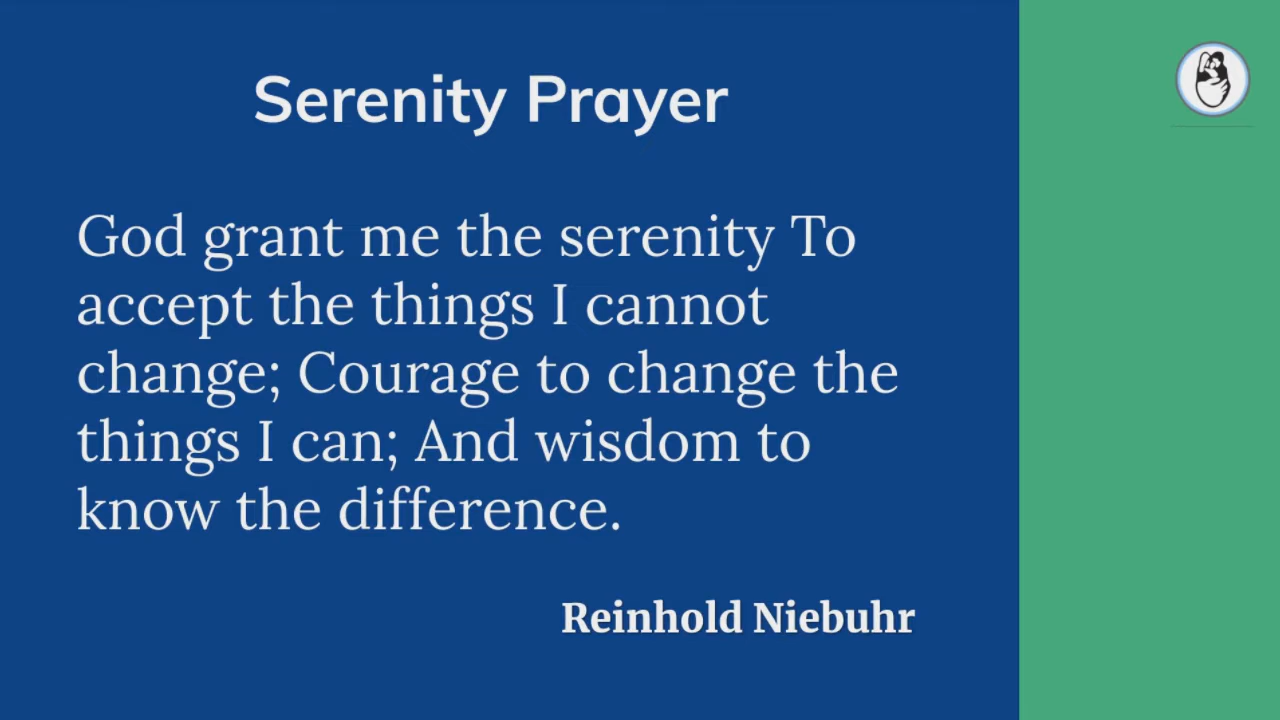 Serenity Prayer
God grant me the serenity To
accept the things I cannot
change; Courage to change the
things I can; And wisdom to
know the difference.
Reinhold Niebuhr